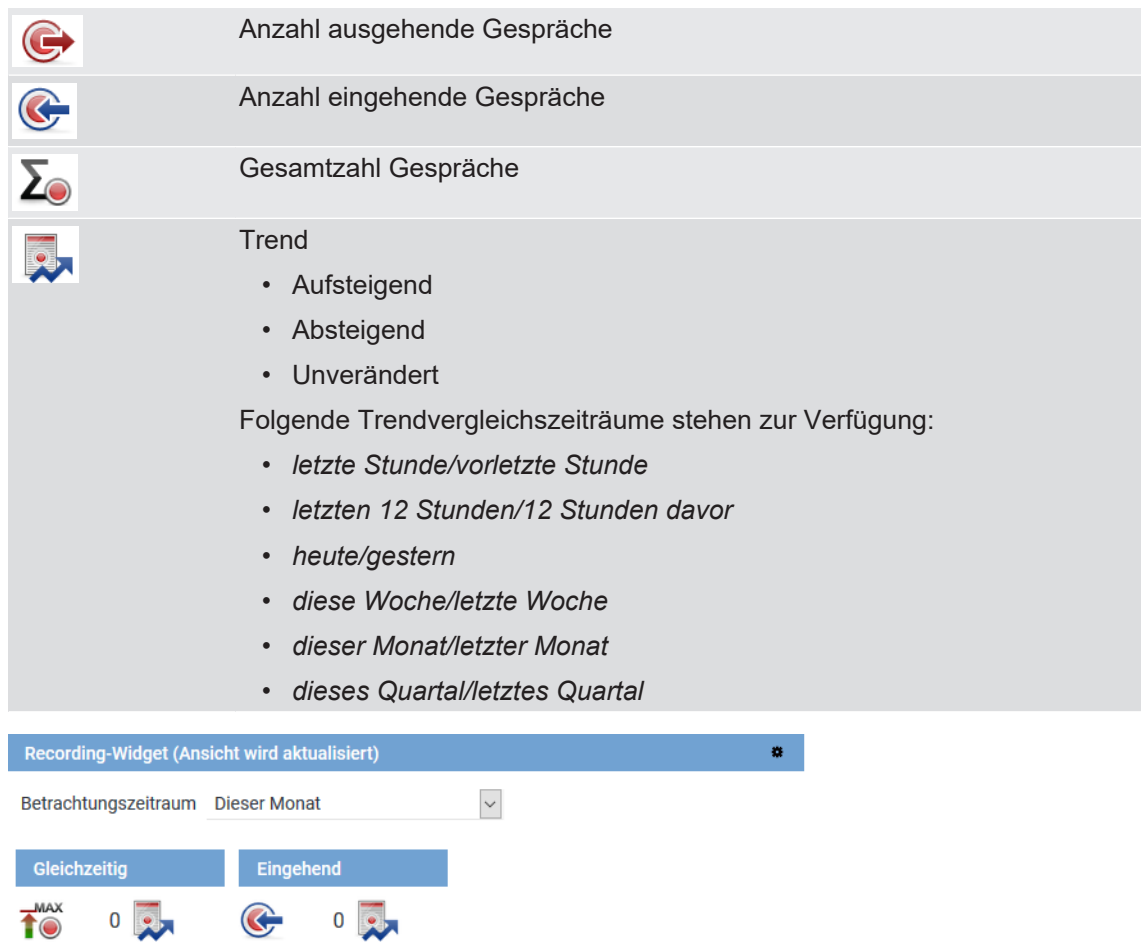 Anzahl ausgehende Gespräche
Anzahl eingehende Gespräche
Gesamtzahl Gespräche
Trend
• Aufsteigend
• Absteigend
• Unverändert
Folgende Trendvergleichszeiträume stehen zur Verfügung:
• letzte Stunde/vorletzte Stunde
• letzten 12 Stunden/12 Stunden davor
• heute/gestern
• diese Woche/letzte Woche
• dieser Monat/letzter Monat
• dieses Quartal/letztes Quartal
Recording-Widget (Ansicht wird aktualisiert)
Betrachtungszeitraum Dieser Monat
Gleichzeitig Eingehend
MAX 0 0